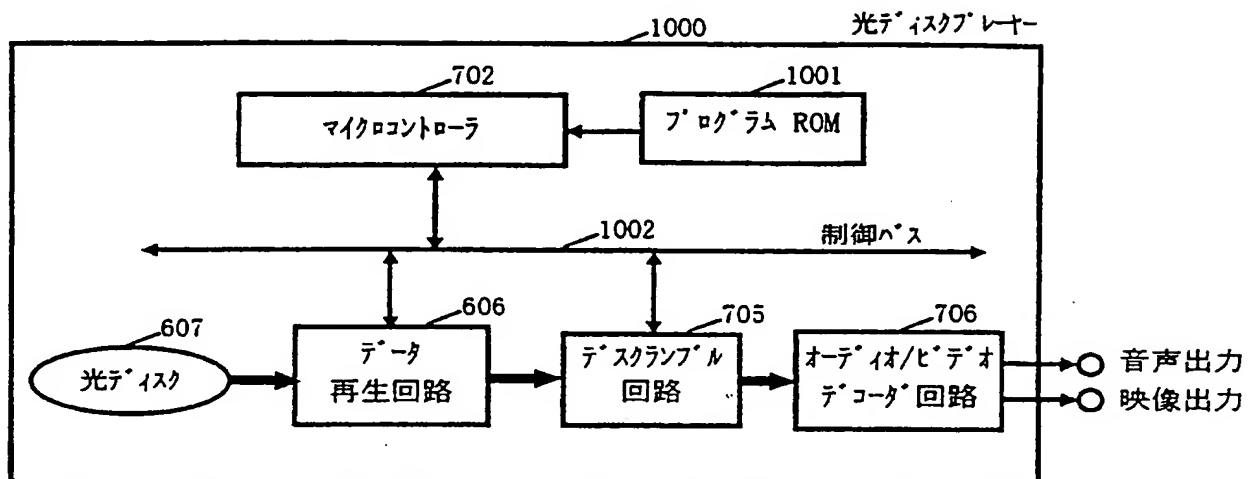 1000
光ディスクプレーヤー
702
1001
マイクロコントローラ
プログラム ROM
1002
制御バス
607
606
705
706
光ディスク
データ
再生回路
デスクランブル
回路
オーディオ/ビデオ
デコーダ回路
音声出力
映像出力